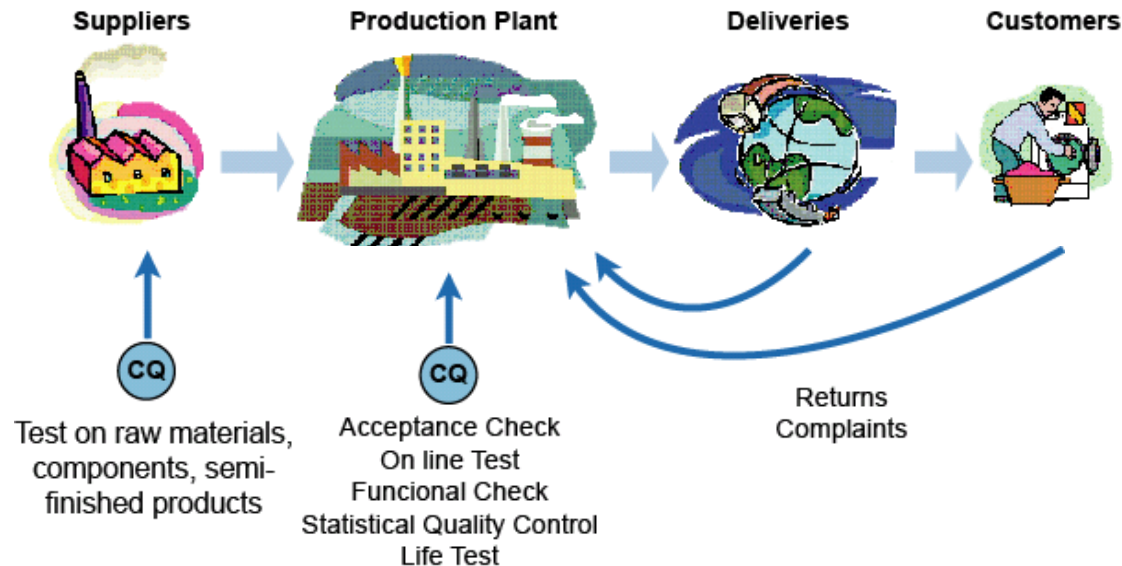 Suppliers
Production Plant
Deliveries
Customers
CQ
CQ
Test on raw materials,
components, semi-
finished products
Acceptance Check
On line Test
Funcional Check
Statistical Quality Control
Life Test
Returns
Complaints